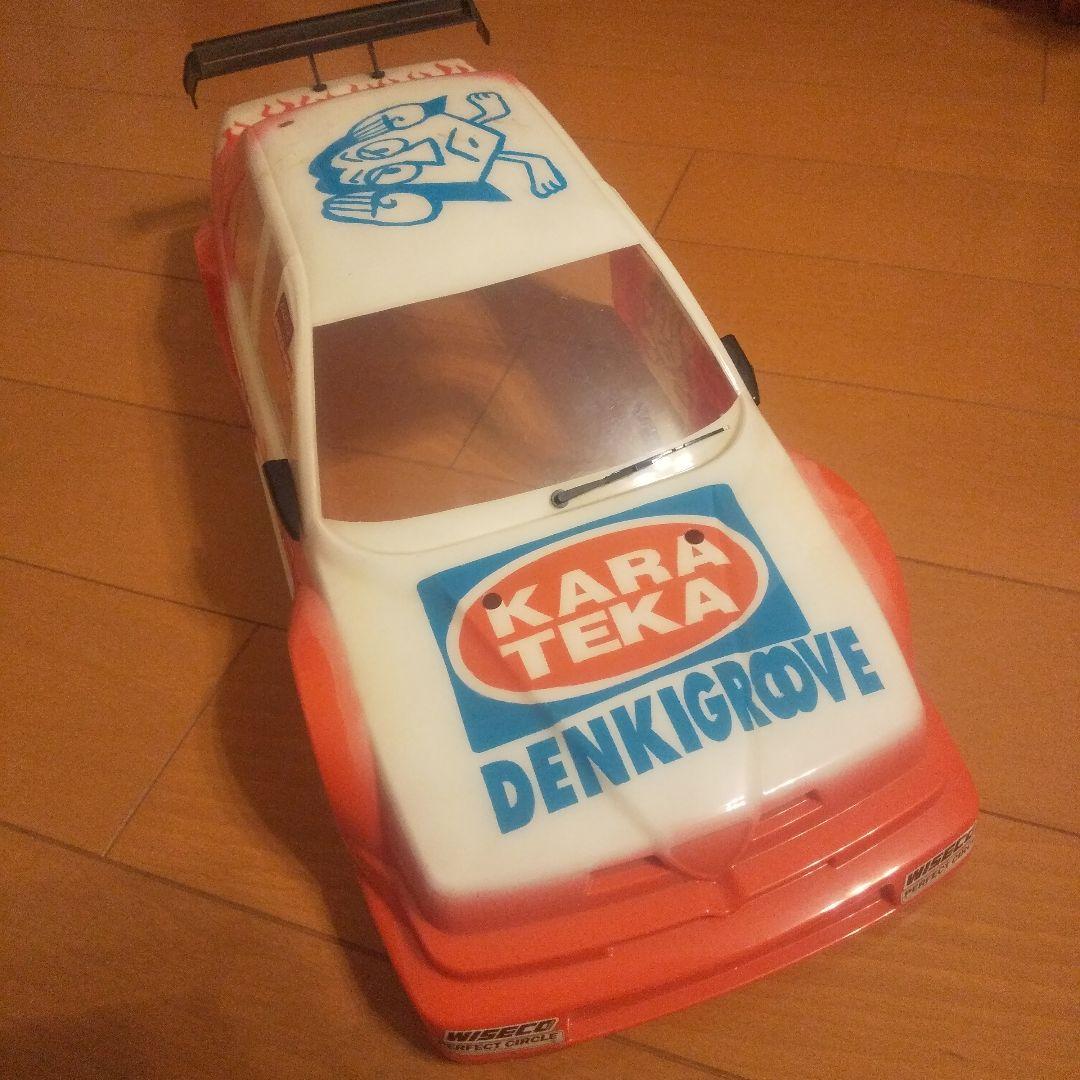 KARA
TEKA
DENKIGROOVE
WISECO
PERFECT CIRCLE
WISECO
PERFECT CIRCLE